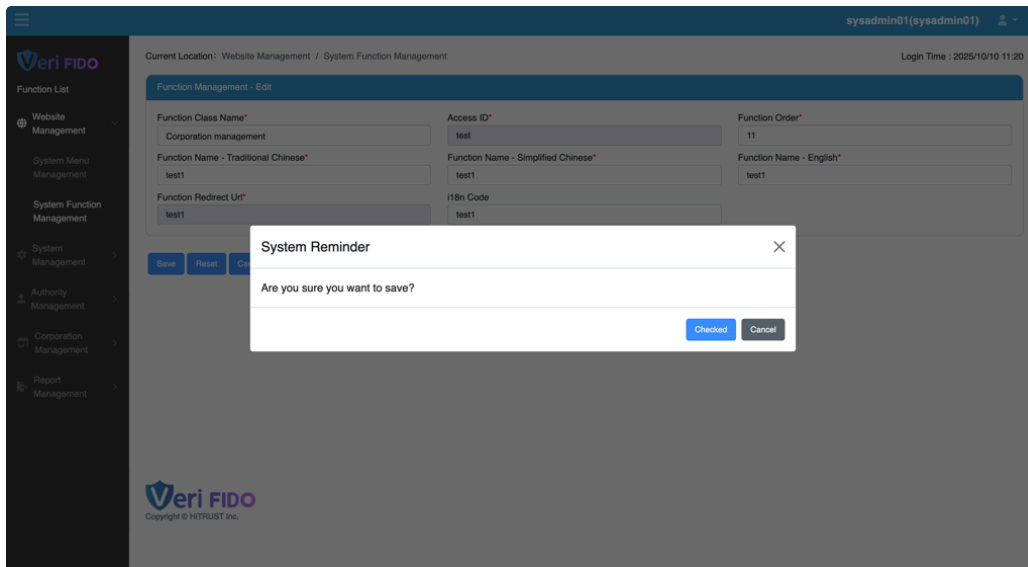 sysadmin01(sysadmin01)
Veri FIDO
Current Location： Website Management / System Function Management
Login Time : 2025/10/10 11:20
Function List
Website
Management
System Menu
Management
System Function
Management
System
Management
Authority
Management
Corporation
Management
Report
Management
Function Management - Edit
Function Class Name*
Access ID*
Function Order*
Corporation management
test
11
Function Name - Traditional Chinese*
Function Name - Simplified Chinese*
Function Name - English*
test1
test1
test1
Function Redirect Url*
i18n Code
test1
test1
Save
Reset
System Reminder
Are you sure you want to save?
Checked
Cancel
Veri FIDO
Copyright © HiTRUST Inc.